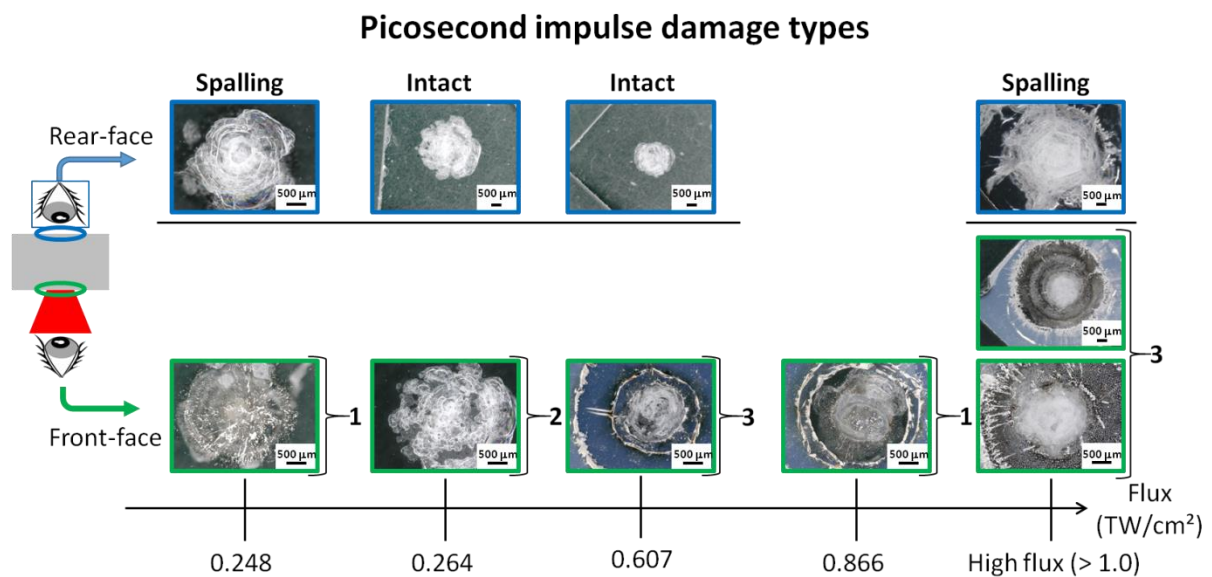 Picosecond impulse damage types
Spalling
Intact
Intact
Spalling
Rear-face
500 µm
500 µm
500 µm
500 µm
500 µm
3
Front-face
500 µm
1
500 µm
2
500 µm
3
500 µm
1
500 µm
Flux
(TW/cm²)
0.248
0.264
0.607
0.866
High flux (> 1.0)